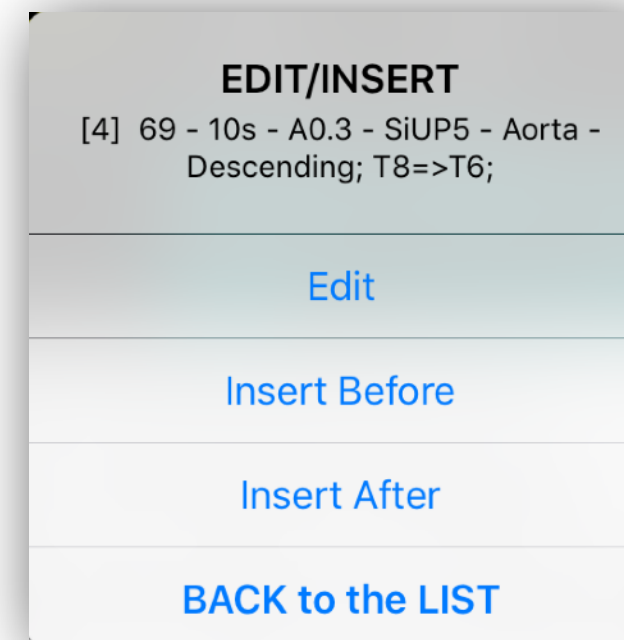 EDIT/INSERT
[4]  69 - 10s - A0.3 - SiUP5 - Aorta -
Descending; T8=>T6;
Edit
Insert Before
Insert After
BACK to the LIST